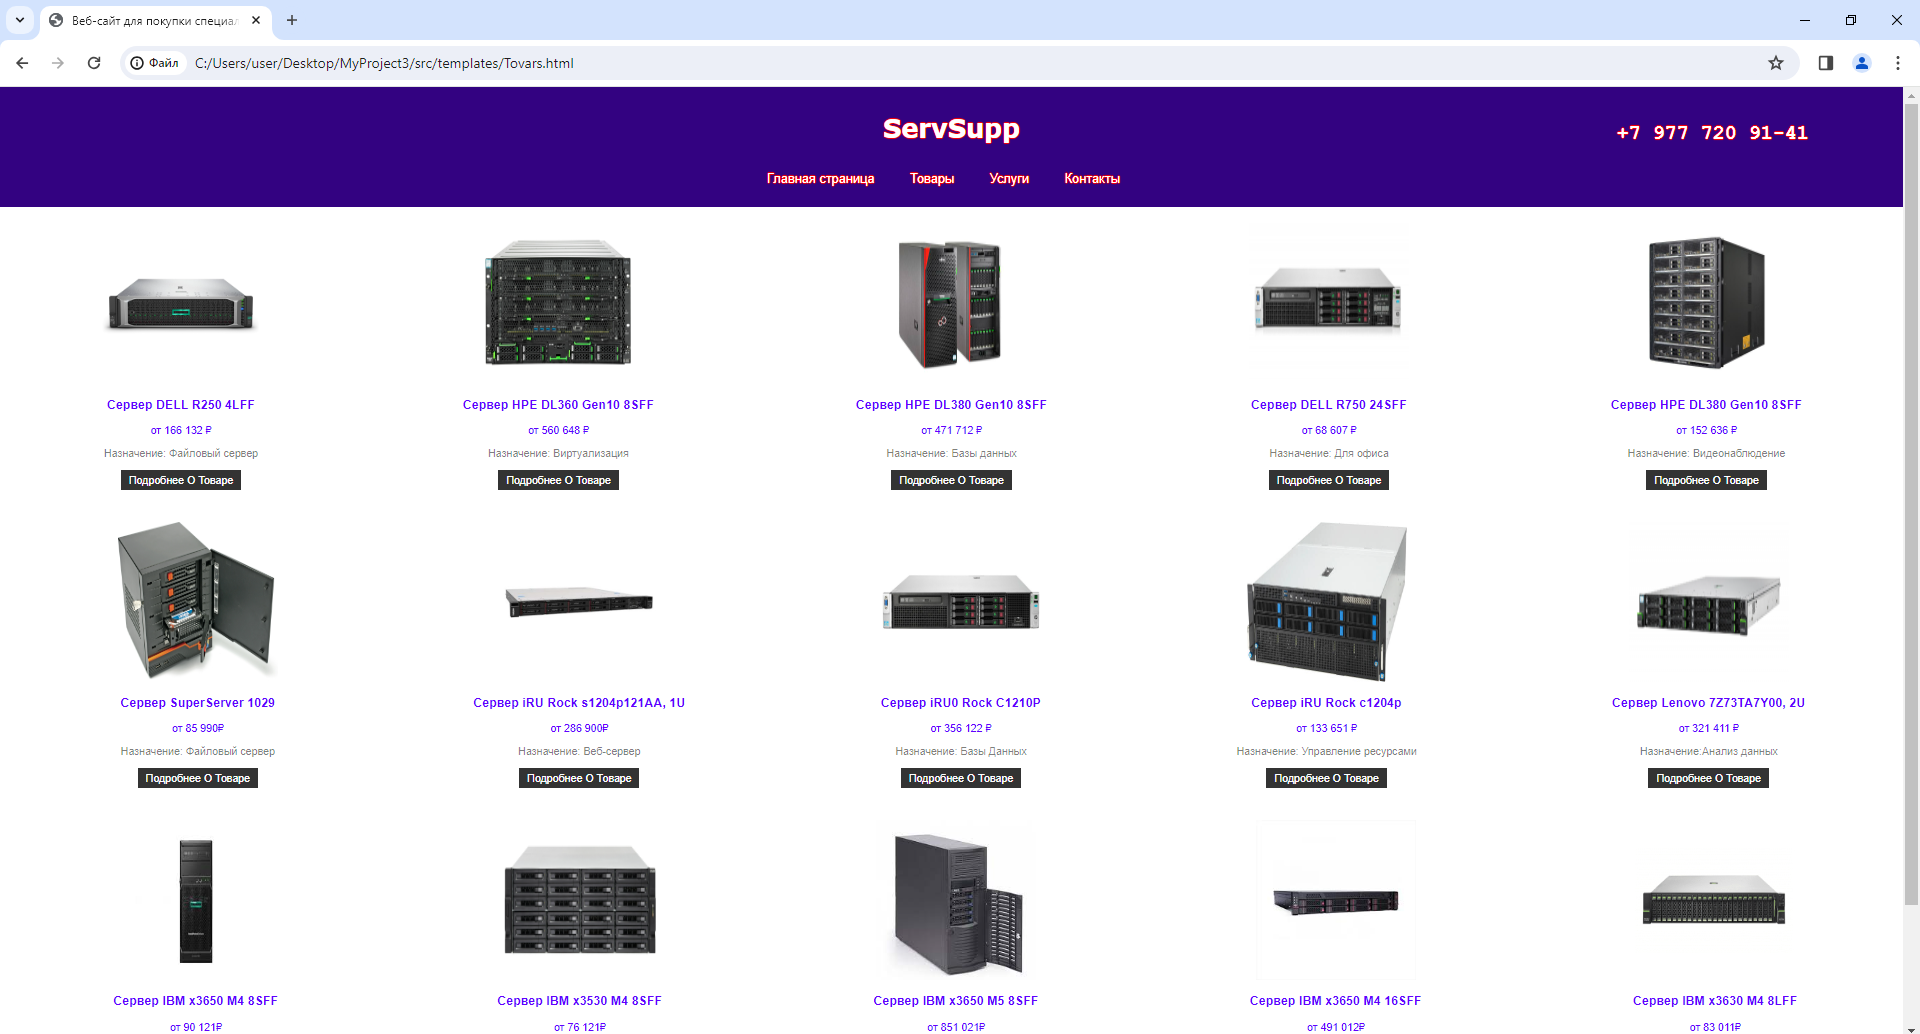 Веб-сайт для покупки специал
Файл
C:/Users/user/Desktop/MyProject3/src/templates/Tovars.html
ServSupp
+7 977 720 91-41
Главная страница Товары Услуги Контакты
Сервер DELL R250 4LFF
от 166 132 ₽
Назначение: Файловый сервер
Подробнее О Товаре
Сервер HPE DL360 Gen10 8SFF
от 560 648 ₽
Назначение: Виртуализация
Подробнее О Товаре
Сервер HPE DL380 Gen10 8SFF
от 471 712 ₽
Назначение: Базы данных
Подробнее О Товаре
Сервер DELL R750 24SFF
от 68 607 ₽
Назначение: Для офиса
Подробнее О Товаре
Сервер HPE DL380 Gen10 8SFF
от 152 636 ₽
Назначение: Видеонаблюдение
Подробнее О Товаре
Сервер SuperServer 1029
от 85 990₽
Назначение: Файловый сервер
Подробнее О Товаре
Сервер iRU Rock s1204p121AA, 1U
от 286 900₽
Назначение: Веб-сервер
Подробнее О Товаре
Сервер iRU0 Rock C1210P
от 356 122 ₽
Назначение: Базы Данных
Подробнее О Товаре
Сервер iRU Rock c1204p
от 133 651 ₽
Назначение: Управление ресурсами
Подробнее О Товаре
Сервер Lenovo 7Z73TA7Y00, 2U
от 321 411 ₽
Назначение:Анализ данных
Подробнее О Товаре
Сервер IBM x3650 M4 8SFF
от 90 121₽
Сервер IBM x3530 M4 8SFF
от 76 121₽
Сервер IBM x3650 M5 8SFF
от 851 021₽
Сервер IBM x3650 M4 16SFF
от 491 012₽
Сервер IBM x3630 M4 8LFF
от 83 011₽